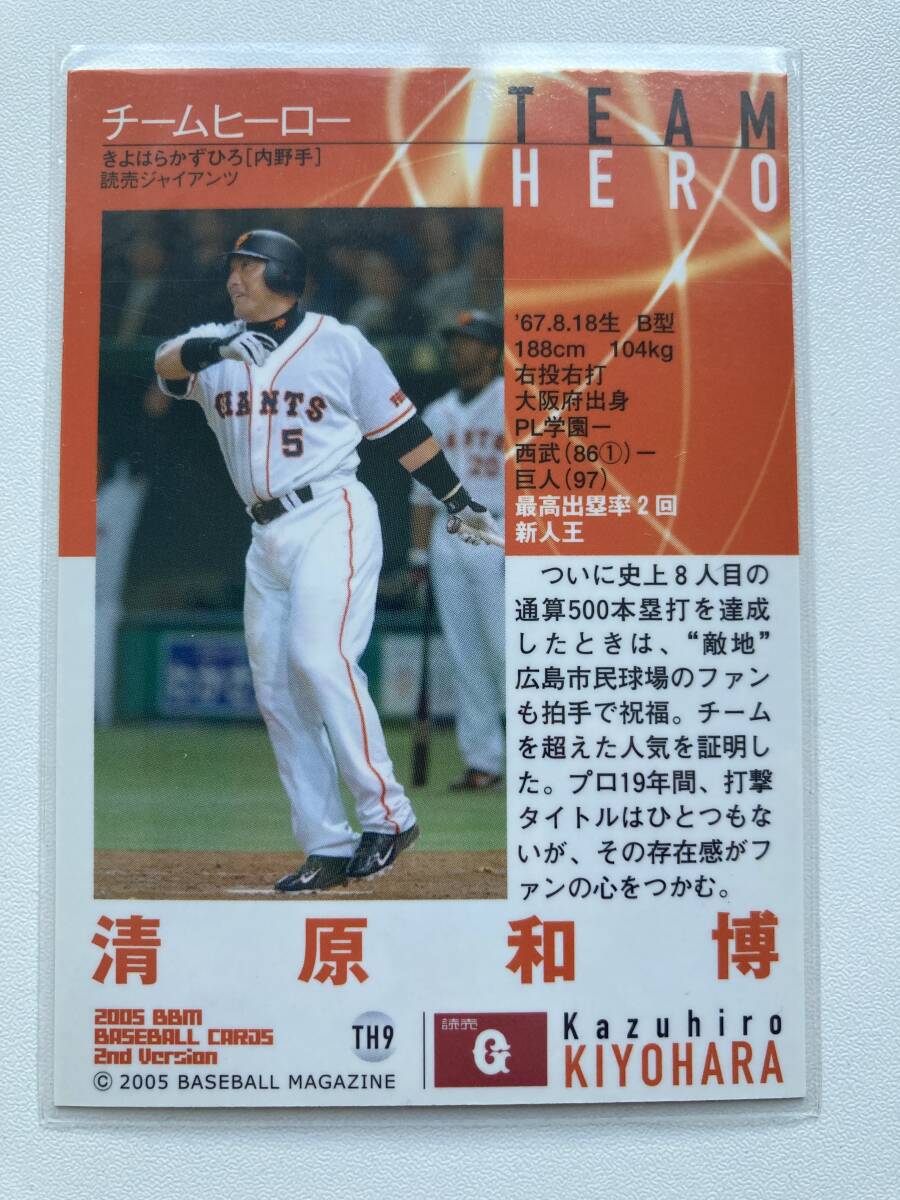 チームヒーロー
TEAM
HERO
きよはらかずひろ[内野手]
読売ジャイアンツ
'67.8.18生 B型
188cm 104kg
右投右打
大阪府出身
PL学園ー
西武(86①)ー
巨人(97)
最高出塁率2回
新人王
GIANTS
5
ついに史上8人目の
通算500本塁打を達成
したときは、“敵地”
広島市民球場のファン
も拍手で祝福。チーム
を超えた人気を証明し
た。プロ19年間、打撃
タイトルはひとつもな
いが、その存在感がフ
ァンの心をつかむ。
清原和博
2005 BBM
BASEBALL CARDS
2nd Version
© 2005 BASEBALL MAGAZINE
TH9
読売
G
Kazuhiro
KIYOHARA